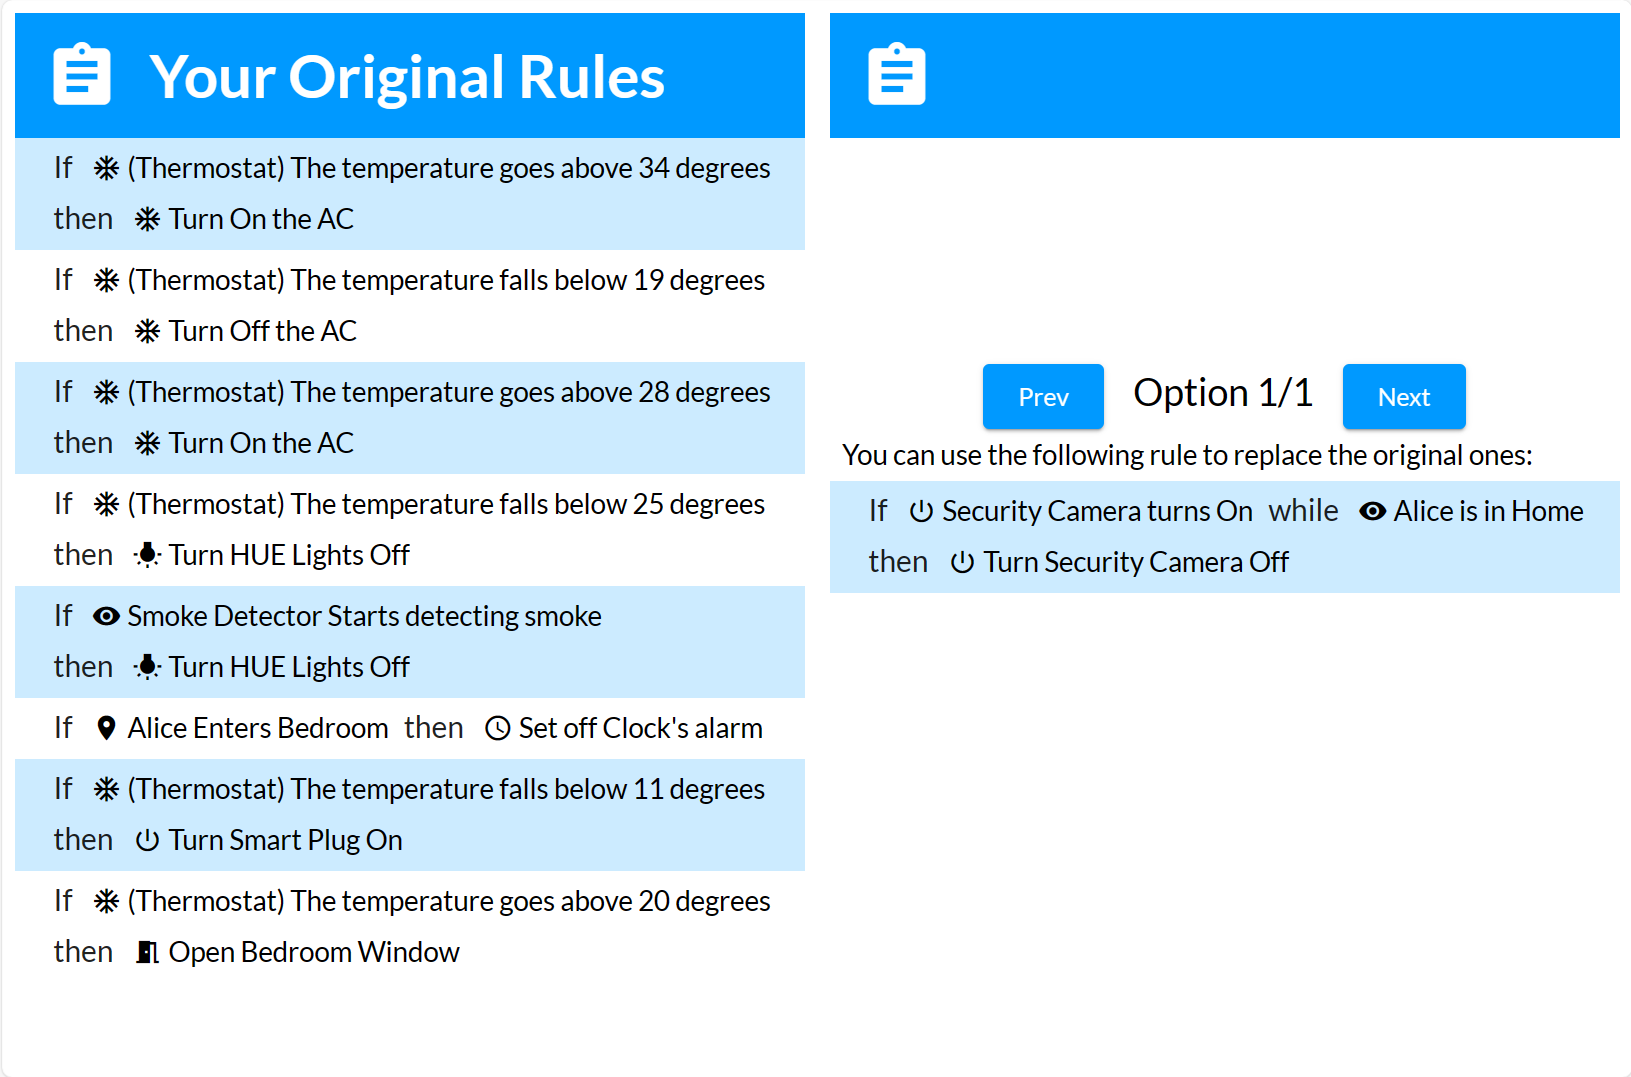 Your Original Rules
If (Thermostat) The temperature goes above 34 degrees
then Turn On the AC
If (Thermostat) The temperature falls below 19 degrees
then Turn Off the AC
If (Thermostat) The temperature goes above 28 degrees
then Turn On the AC
If (Thermostat) The temperature falls below 25 degrees
then Turn HUE Lights Off
If Smoke Detector Starts detecting smoke
then Turn HUE Lights Off
If Alice Enters Bedroom then Set off Clock's alarm
If (Thermostat) The temperature falls below 11 degrees
then Turn Smart Plug On
If (Thermostat) The temperature goes above 20 degrees
then Open Bedroom Window
Prev Option 1/1 Next
You can use the following rule to replace the original ones:
If Security Camera turns On while Alice is in Home
then Turn Security Camera Off